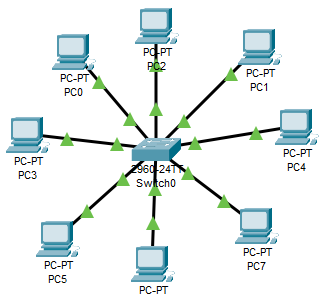 PC-PT
PC2
PC-PT
PC0
PC-PT
PC1
PC-PT
PC3
PC-PT
PC4
2960-24TT
Switch0
PC-PT
PC5
PC-PT
PC7
PC-PT